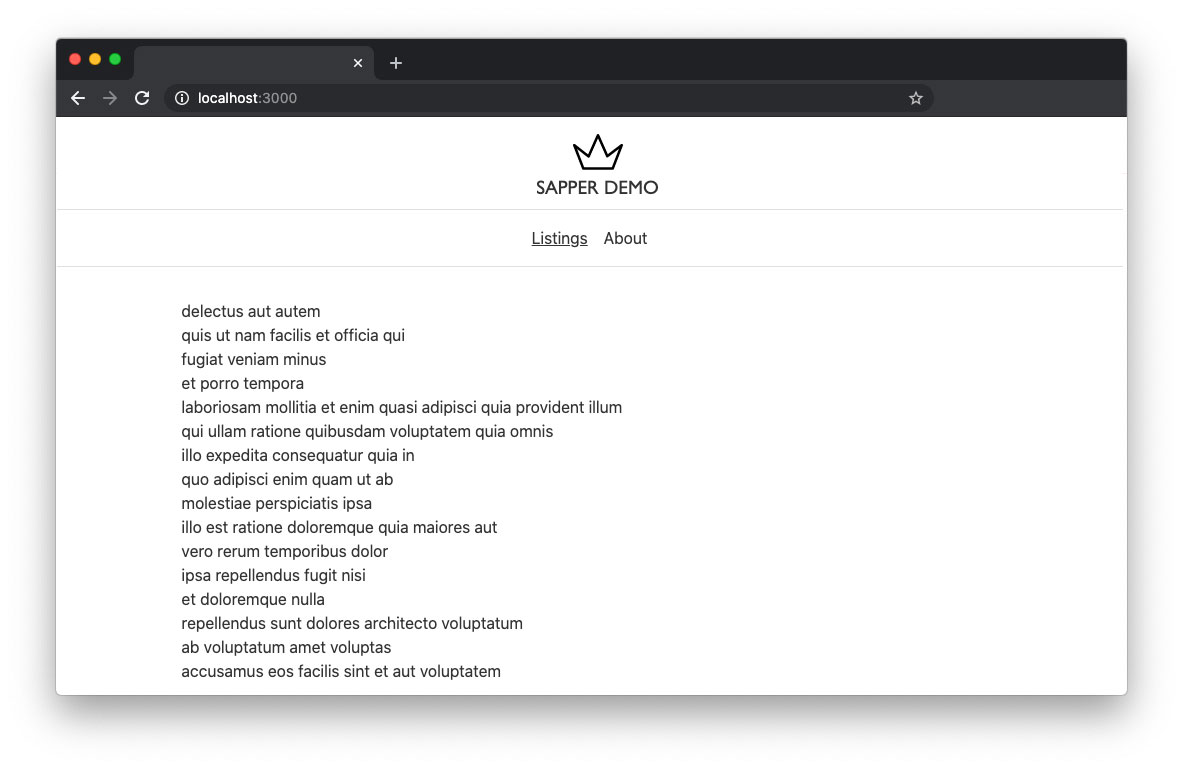 localhost:3000
SAPPER DEMO
Listings About
delectus aut autem
quis ut nam facilis et officia qui
fugiat veniam minus
et porro tempora
laboriosam mollitia et enim quasi adipisci quia provident illum
qui ullam ratione quibusdam voluptatem quia omnis
illo expedita consequatur quia in
quo adipisci enim quam ut ab
molestiae perspiciatis ipsa
illo est ratione doloremque quia maiores aut
vero rerum temporibus dolor
ipsa repellendus fugit nisi
et doloremque nulla
repellendus sunt dolores architecto voluptatum
ab voluptatum amet voluptas
accusamus eos facilis sint et aut voluptatem